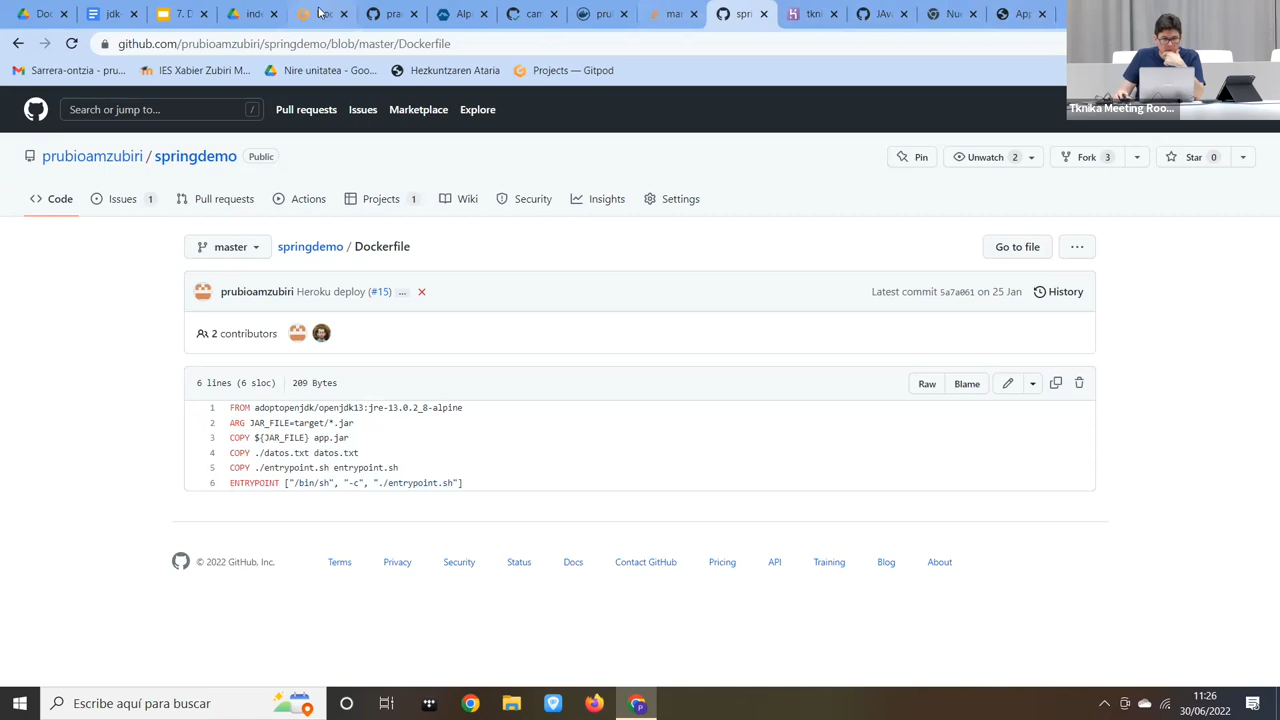 Doc
jdk
7. D
inde
pra
Alpi
can
prul
mar
spri
tkni
JAv
Nue
App
github.com/prubioamzubiri/springdemo/blob/master/Dockerfile
Sarrera-ontzia - pru...
IES Xabier Zubiri M...
Nire unitatea - Goo...
Hezkuntzaren Ataria
Projects — Gitpod
Tknika Meeting Roo...
Search or jump to...
/
Pull requests
Issues
Marketplace
Explore
prubioamzubiri / springdemo
Public
Pin
Unwatch 2
Fork 3
Star 0
Code
Issues 1
Pull requests
Actions
Projects 1
Wiki
Security
Insights
Settings
master
springdemo / Dockerfile
Go to file
...
prubioamzubiri Heroku deploy (#15) ...
Latest commit 5a7a061 on 25 Jan
History
2 contributors
6 lines (6 sloc)
209 Bytes
Raw
Blame
1 FROM adoptopenjdk/openjdk13:jre-13.0.2_8-alpine
2 ARG JAR_FILE=target/*.jar
3 COPY ${JAR_FILE} app.jar
4 COPY ./datos.txt datos.txt
5 COPY ./entrypoint.sh entrypoint.sh
6 ENTRYPOINT ["/bin/sh", "-c", "./entrypoint.sh"]
© 2022 GitHub, Inc.
Terms
Privacy
Security
Status
Docs
Contact GitHub
Pricing
API
Training
Blog
About
Escribe aquí para buscar
11:26
30/06/2022